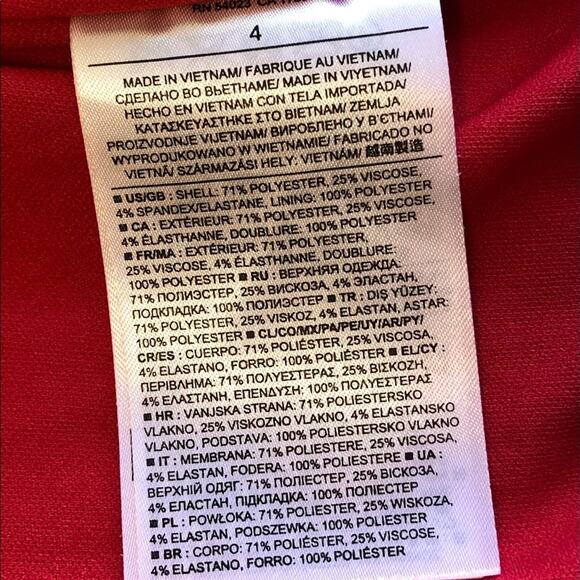 RN 54023 CA
4
MADE IN VIETNAM/ FABRIQUE AU VIETNAM/
СДЕЛАНО ВО ВЬЕТНАМЕ/ MADE IN VİYETNAM/
HECHO EN VIETNAM CON TELA IMPORTADA/
ΚΑΤΑΣΚΕΥΑΣΤΗΚΕ ΣΤΟ ΒΙΕΤΝΑΜ/ ZEMLJA
PROIZVODNJE VIJETNAM/ ВИРОБЛЕНО У В'ЄТНАМІ/
WYPRODUKOWANO W WIETNAMIE/ FABRICADO NO
VIETNÃ/ SZÁRMAZÁSI HELY: VIETNÁM/ 越南製造
■ US/GB : SHELL: 71% POLYESTER, 25% VISCOSE,
4% SPANDEX/ELASTANE, LINING: 100% POLYESTER
■ CA : EXTÉRIEUR: 71% POLYESTER, 25% VISCOSE,
4% ÉLASTHANNE, DOUBLURE: 100% POLYESTER
■ FR/MA : EXTÉRIEUR: 71% POLYESTER,
25% VISCOSE, 4% ÉLASTHANNE, DOUBLURE:
100% POLYESTER ■ RU : ВЕРХНЯЯ ОДЕЖДА:
71% ПОЛИЭСТЕР, 25% ВИСКОЗА, 4% ЭЛАСТАН,
ПОДКЛАДКА: 100% ПОЛИЭСТЕР ■ TR : DIŞ YÜZEY:
71% POLYESTER, 25% VISKOZ, 4% ELASTAN, ASTAR:
100% POLYESTER ■ CL/CO/MX/PA/PE/UY/AR/PY/
CR/ES : CUERPO: 71% POLIÉSTER, 25% VISCOSA,
4% ELASTANO, FORRO: 100% POLIÉSTER ■ EL/CY :
ΠΕΡΙΒΛΗΜΑ: 71% ΠΟΛΥΕΣΤΕΡΑΣ, 25% ΒΙΣΚΟΖΗ,
4% ΕΛΑΣΤΑΝΗ, ΕΠΕΝΔΥΣΗ: 100% ΠΟΛΥΕΣΤΕΡΑΣ
■ HR : VANJSKA STRANA: 71% POLIESTERSKO
VLAKNO, 25% VISKOZNO VLAKNO, 4% ELASTANSKO
VLAKNO, PODSTAVA: 100% POLIESTERSKO VLAKNO
■ IT : MEMBRANA: 71% POLIESTERE, 25% VISCOSA,
4% ELASTAN, FODERA: 100% POLIESTERE ■ UA :
ВЕРХНІЙ ОДЯГ: 71% ПОЛІЕСТЕР, 25% ВІСКОЗА,
4% ЕЛАСТАН, ПІДКЛАДКА: 100% ПОЛІЕСТЕР
■ PL : POWŁOKA: 71% POLIESTER, 25% WISKOZA,
4% ELASTAN, PODSZEWKA: 100% POLIESTER
■ BR : CORPO: 71% POLIÉSTER, 25% VISCOSE,
4% ELASTANO, FORRO: 100% POLIÉSTER